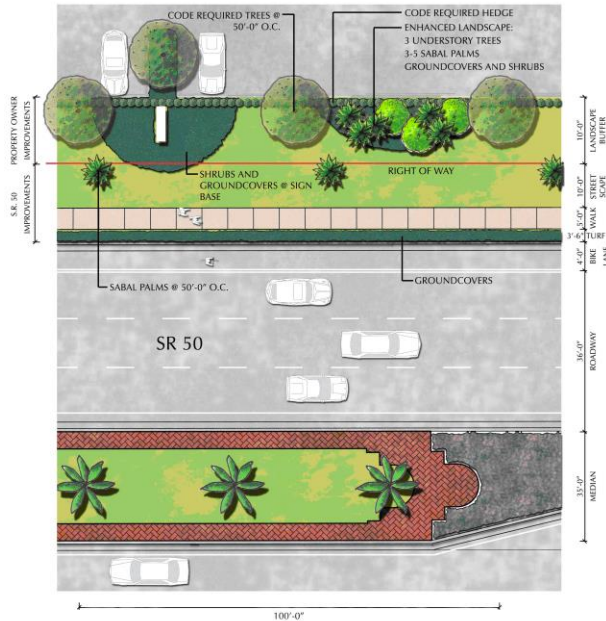 CODE REQUIRED TREES @
50'-0" O.C.
CODE REQUIRED HEDGE
ENHANCED LANDSCAPE:
3 UNDERSTORY TREES
3-5 SABAL PALMS
GROUNDCOVERS AND SHRUBS
PROPERTY OWNER
IMPROVEMENTS
S.R. 50
IMPROVEMENTS
SHRUBS AND
GROUNDCOVERS @ SIGN
BASE
RIGHT OF WAY
SABAL PALMS @ 50'-0" O.C.
GROUNDCOVERS
SR 50
10'-0"
LANDSCAPE
BUFFER
10'-0"
STREET
SCAPE
5'-0"
WALK
3'-6" TURF
4'-0"
BIKE
LANE
36'-0"
ROADWAY
35'-0"
MEDIAN
100'-0"